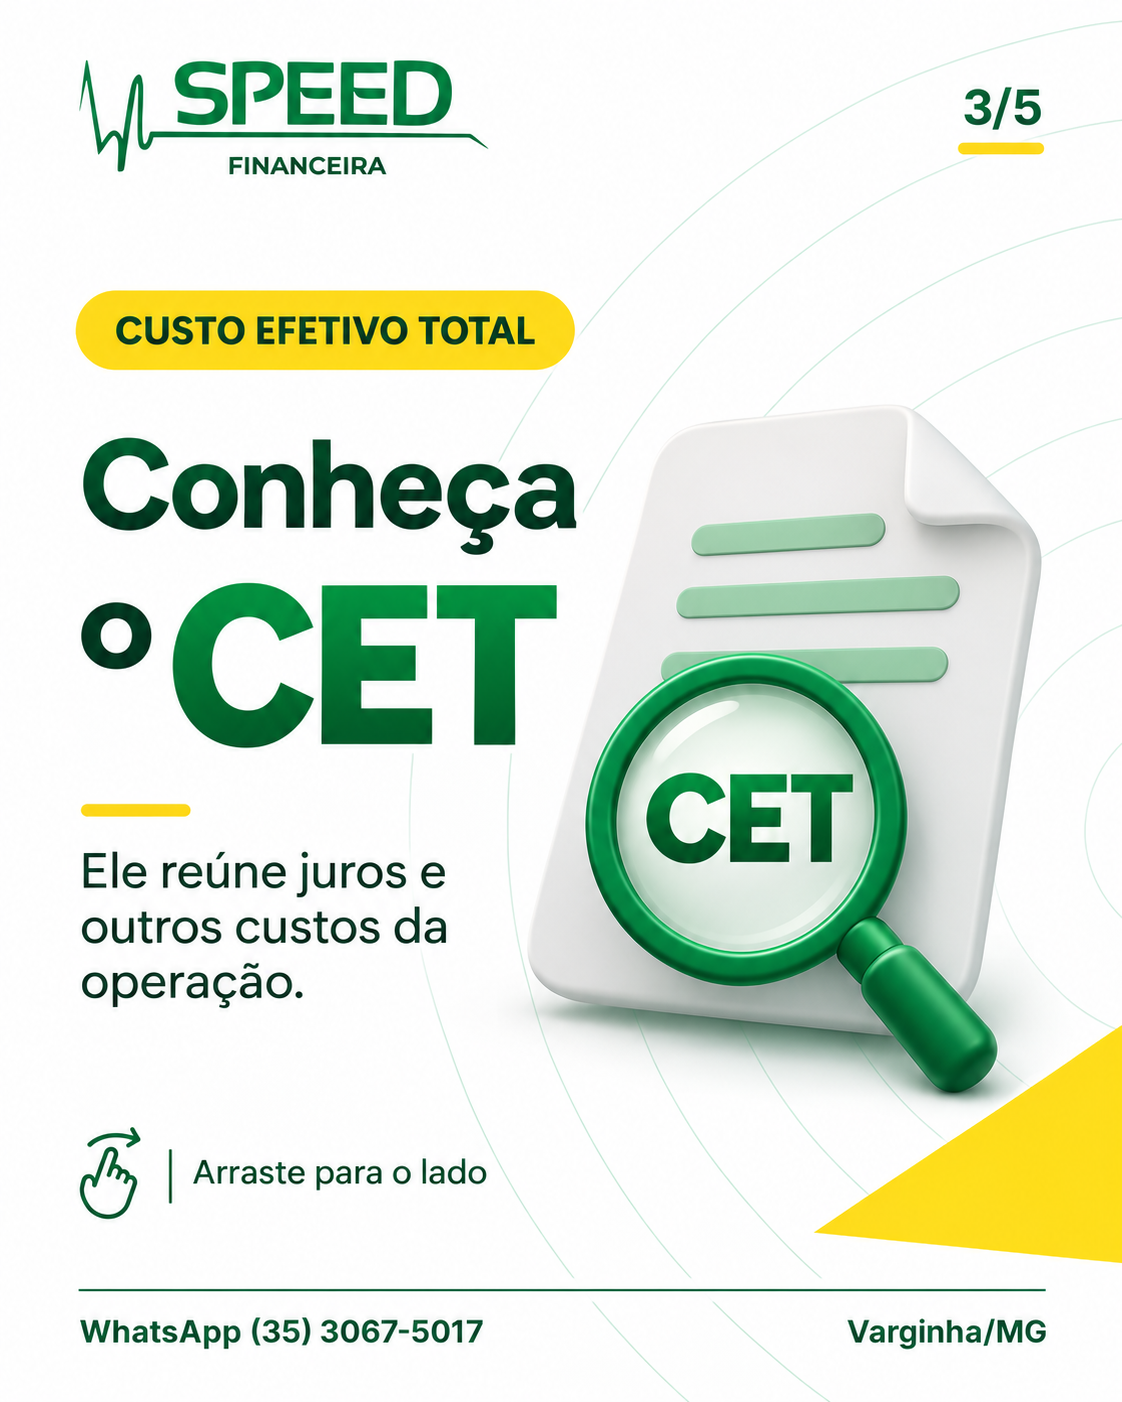 SPEED
FINANCEIRA
3/5
CUSTO EFETIVO TOTAL
Conheça
o CET
CET
Ele reúne juros e
outros custos da
operação.
Arraste para o lado
WhatsApp (35) 3067-5017
Varginha/MG